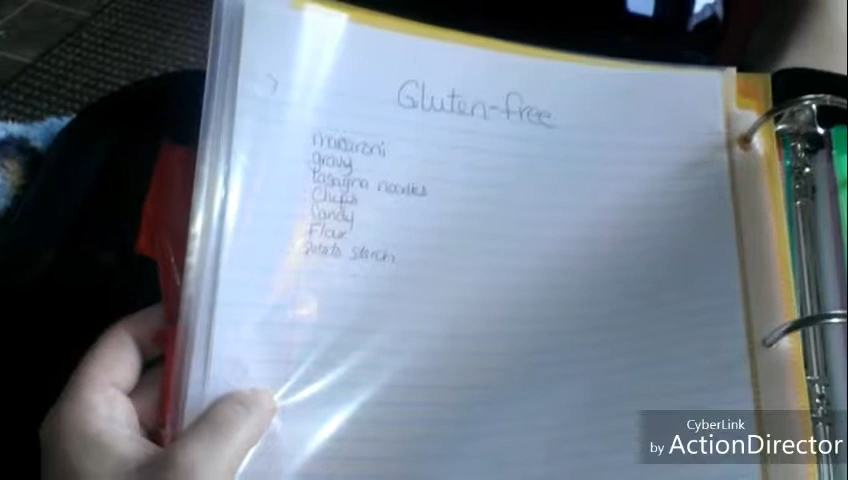 Gluten-free
macaroni
gravy
lasagna noodles
Chips
Candy
Flour
potato starch
CyberLink
by ActionDirector